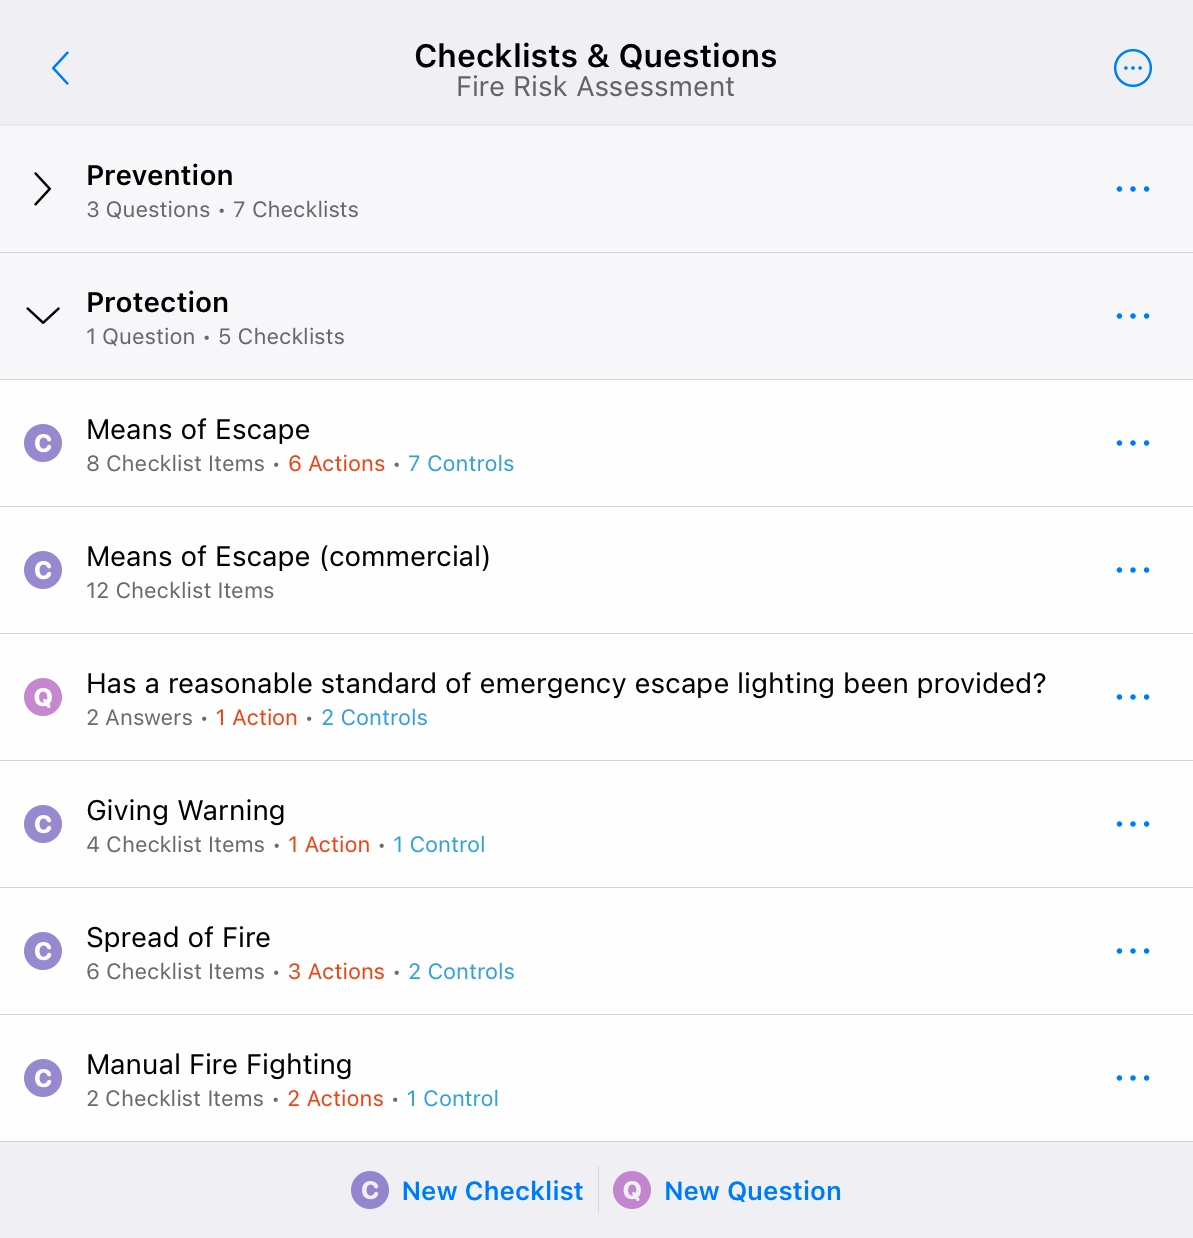 Checklists & Questions
Fire Risk Assessment
Prevention
3 Questions • 7 Checklists
Protection
1 Question • 5 Checklists
C
Means of Escape
8 Checklist Items • 6 Actions • 7 Controls
C
Means of Escape (commercial)
12 Checklist Items
Q
Has a reasonable standard of emergency escape lighting been provided?
2 Answers • 1 Action • 2 Controls
C
Giving Warning
4 Checklist Items • 1 Action • 1 Control
C
Spread of Fire
6 Checklist Items • 3 Actions • 2 Controls
C
Manual Fire Fighting
2 Checklist Items • 2 Actions • 1 Control
C New Checklist Q New Question